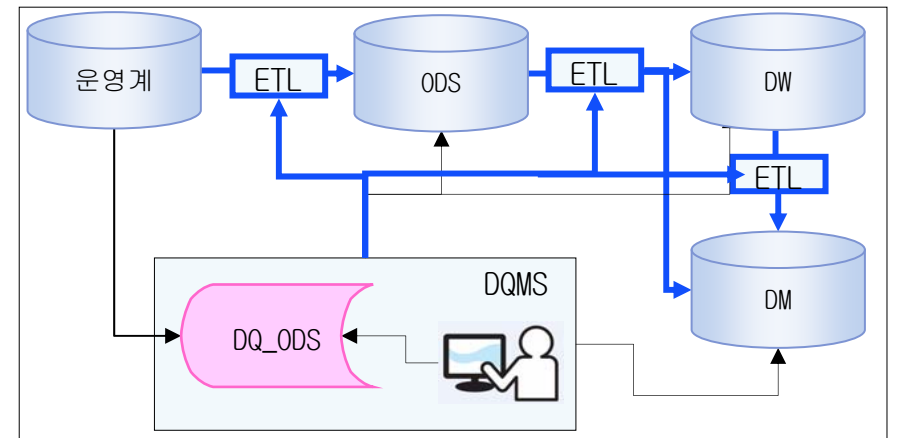 운영계
ETL
ODS
ETL
DW
ETL
DM
DQMS
DQ_ODS